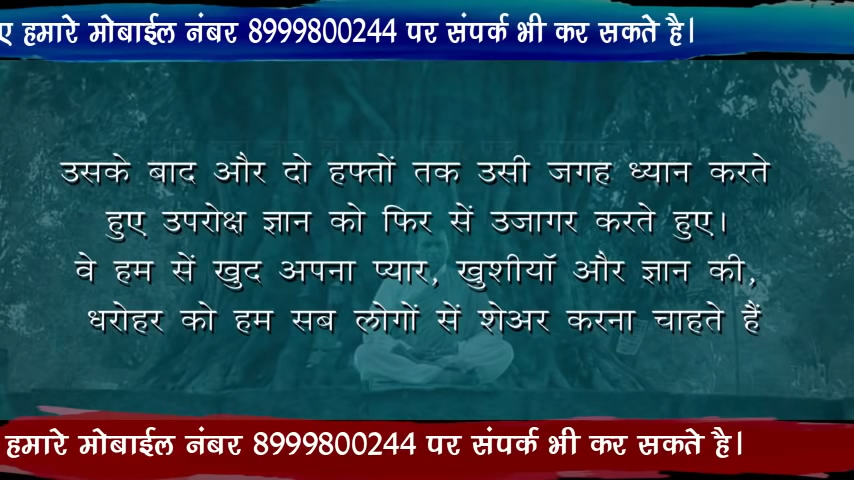 ए हमारे मोबाईल नंबर 8999800244 पर संपर्क भी कर सकते है।
उसके बाद और दो हफ्तों तक उसी जगह ध्यान करते
हुए उपरोक्ष ज्ञान को फिर सें उजागर करते हुए।
वे हम सें खुद अपना प्यार, खुशीयाॅ और ज्ञान की,
धरोहर को हम सब लोगों सें शेअर करना चाहते हैं
हमारे मोबाईल नंबर 8999800244 पर संपर्क भी कर सकते है।